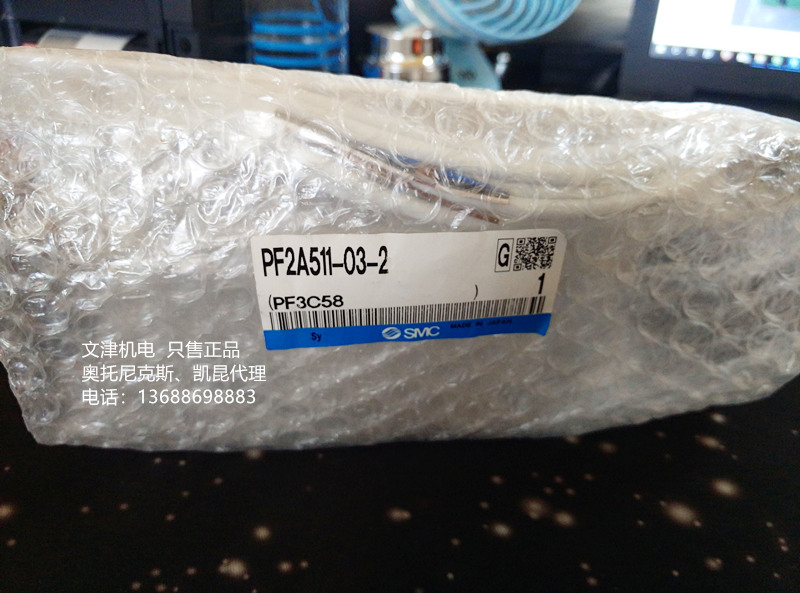 PF2A511-03-2
G
1
(PF3C58 )
Sy SMC MADE IN JAPAN
文津机电 只售正品
奥托尼克斯、凯昆代理
电话：13688698883